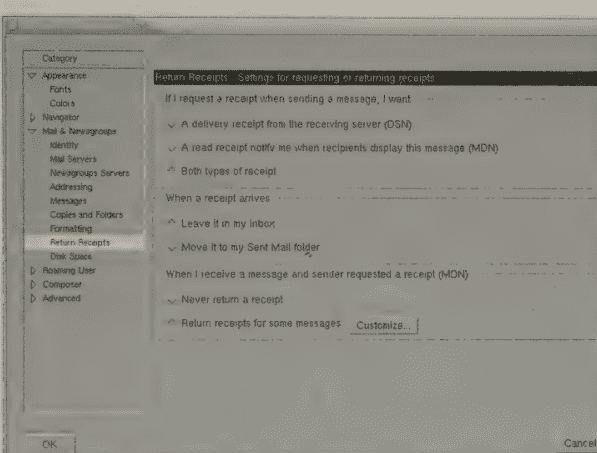 Category
Appearance
Fonts
Colors
Navigator
Mail & Newsgroups
Identity
Mail Servers
Newsgroups Servers
Addressing
Messages
Copies and Folders
Formatting
Return Receipts
Disk Space
Roaming User
Composer
Advanced
Return Receipts Settings for requesting or returning receipts
If I request a receipt when sending a message, I want
A delivery receipt from the receiving server (DSN)
A read receipt notify me when recipients display this message (MDN)
Both types of receipt
When a receipt arrives
Leave it in my Inbox
Move it to my Sent Mail folder
When I receive a message and sender requested a receipt (MDN)
Never return a receipt
Return receipts for some messages Customize...
OK
Cancel